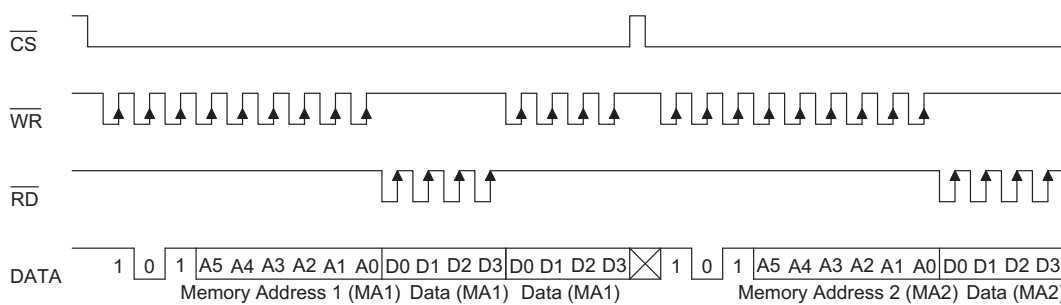 CS
WR
RD
DATA 1 0 1 A5 A4 A3 A2 A1 A0 D0 D1 D2 D3 D0 D1 D2 D3 1 0 1 A5 A4 A3 A2 A1 A0 D0 D1 D2 D3
Memory Address 1 (MA1) Data (MA1) Data (MA1) Memory Address 2 (MA2) Data (MA2